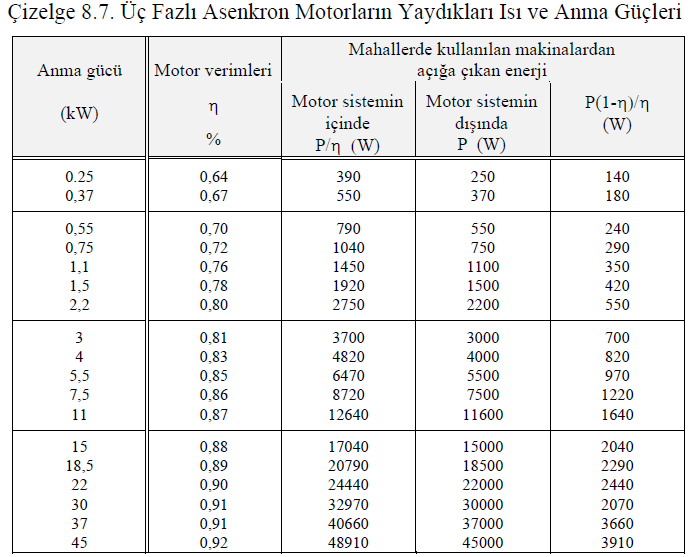 Çizelge 8.7. Üç Fazlı Asenkron Motorların Yaydıkları Isı ve Anma Güçleri
Anma gücü
(kW)
Motor verimleri
η
%
Mahallerde kullanılan makinalardan
açığa çıkan enerji
Motor sistemin
içinde
P/η (W)
Motor sistemin
dışında
P (W)
P(1-η)/η
(W)
0.25 0,64 390 250 140
0,37 0,67 550 370 180
0,55 0,70 790 550 240
0,75 0,72 1040 750 290
1,1 0,76 1450 1100 350
1,5 0,78 1920 1500 420
2,2 0,80 2750 2200 550
3 0,81 3700 3000 700
4 0,83 4820 4000 820
5,5 0,85 6470 5500 970
7,5 0,86 8720 7500 1220
11 0,87 12640 11600 1640
15 0,88 17040 15000 2040
18,5 0,89 20790 18500 2290
22 0,90 24440 22000 2440
30 0,91 32970 30000 2070
37 0,91 40660 37000 3660
45 0,92 48910 45000 3910